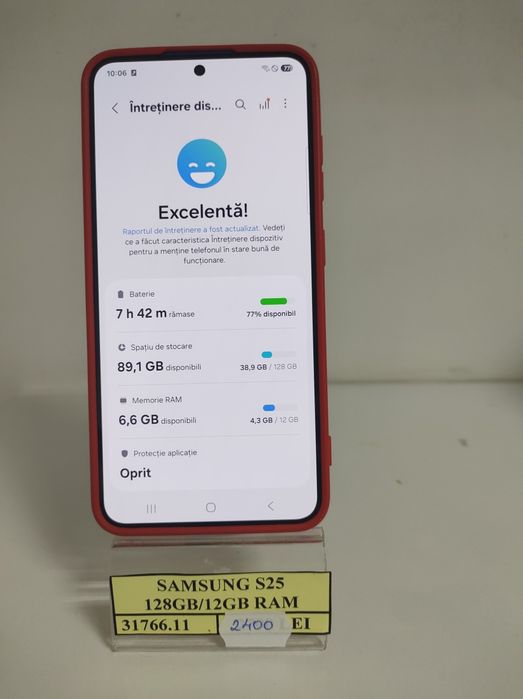 10:06
77
Întreținere dis...
Excelentă!
Raportul de întreținere a fost actualizat. Vedeți
ce a făcut caracteristica Întreținere dispozitiv
pentru a menține telefonul în stare bună de
funcționare.
Baterie
7 h 42 m rămase
77% disponibil
Spațiu de stocare
89,1 GB disponibili
38,9 GB / 128 GB
Memorie RAM
6,6 GB disponibili
4,3 GB / 12 GB
Protecție aplicație
Oprit
SAMSUNG S25
128GB/12GB RAM
31766.11 2400 LEI